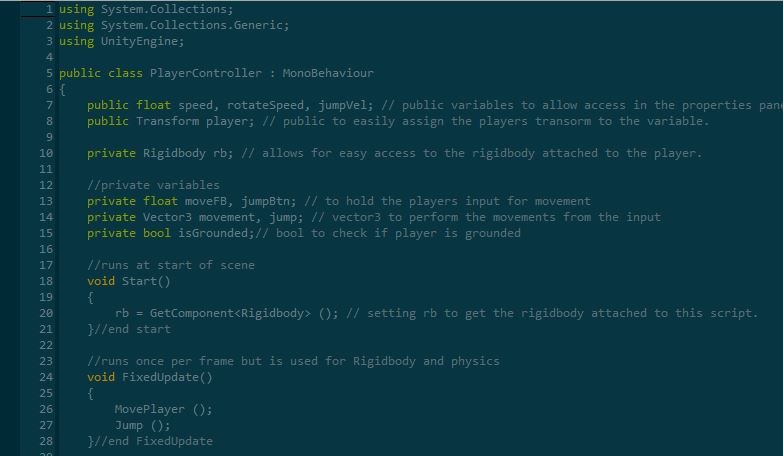 1 using System.Collections;
2 using System.Collections.Generic;
3 using UnityEngine;
4
5 public class PlayerController : MonoBehaviour
6 {
7     public float speed, rotateSpeed, jumpVel; // public variables to allow access in the properties pane
8     public Transform player; // public to easily assign the players transorm to the variable.
9
10     private Rigidbody rb; // allows for easy access to the rigidbody attached to the player.
11
12     //private variables
13     private float moveFB, jumpBtn; // to hold the players input for movement
14     private Vector3 movement, jump; // vector3 to perform the movements from the input
15     private bool isGrounded;// bool to check if player is grounded
16
17     //runs at start of scene
18     void Start()
19     {
20         rb = GetComponent<Rigidbody> (); // setting rb to get the rigidbody attached to this script.
21     }//end start
22
23     //runs once per frame but is used for Rigidbody and physics
24     void FixedUpdate()
25     {
26         MovePlayer ();
27         Jump ();
28     }//end FixedUpdate